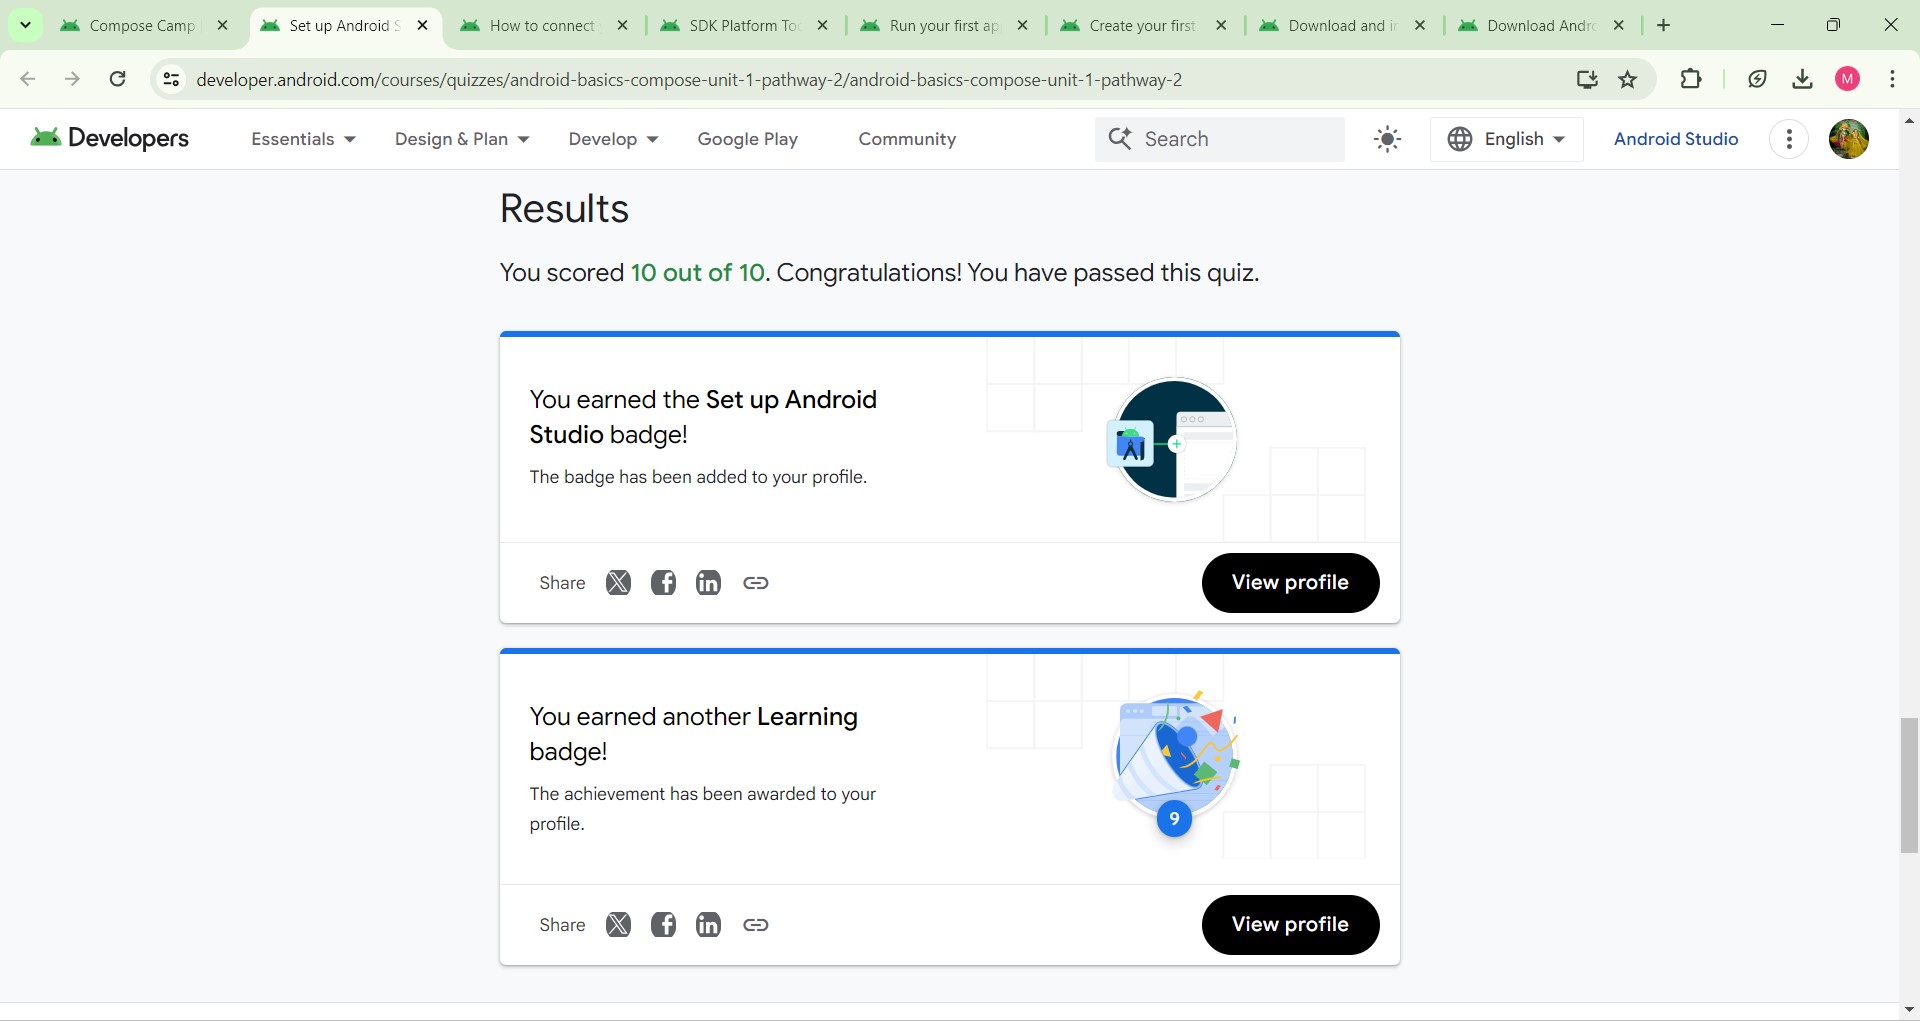 Compose Camp
Set up Android S
How to connect
SDK Platform Too
Run your first ap
Create your first
Download and in
Download Andro
developer.android.com/courses/quizzes/android-basics-compose-unit-1-pathway-2/android-basics-compose-unit-1-pathway-2
M
Developers
Essentials
Design & Plan
Develop
Google Play
Community
Search
English
Android Studio
Results
You scored 10 out of 10. Congratulations! You have passed this quiz.
You earned the Set up Android
Studio badge!
The badge has been added to your profile.
Share
View profile
You earned another Learning
badge!
The achievement has been awarded to your
profile.
9
Share
View profile